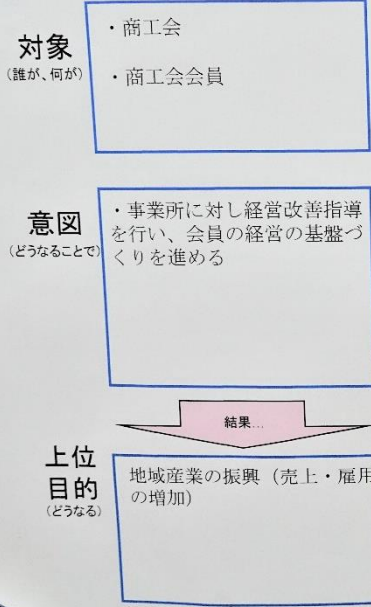 対象
(誰が、何が)
・商工会
・商工会会員
意図
(どうなることで)
・事業所に対し経営改善指導
を行い、会員の経営の基盤づ
くりを進める
結果...
上位
目的
(どうなる)
地域産業の振興（売上・雇用
の増加）